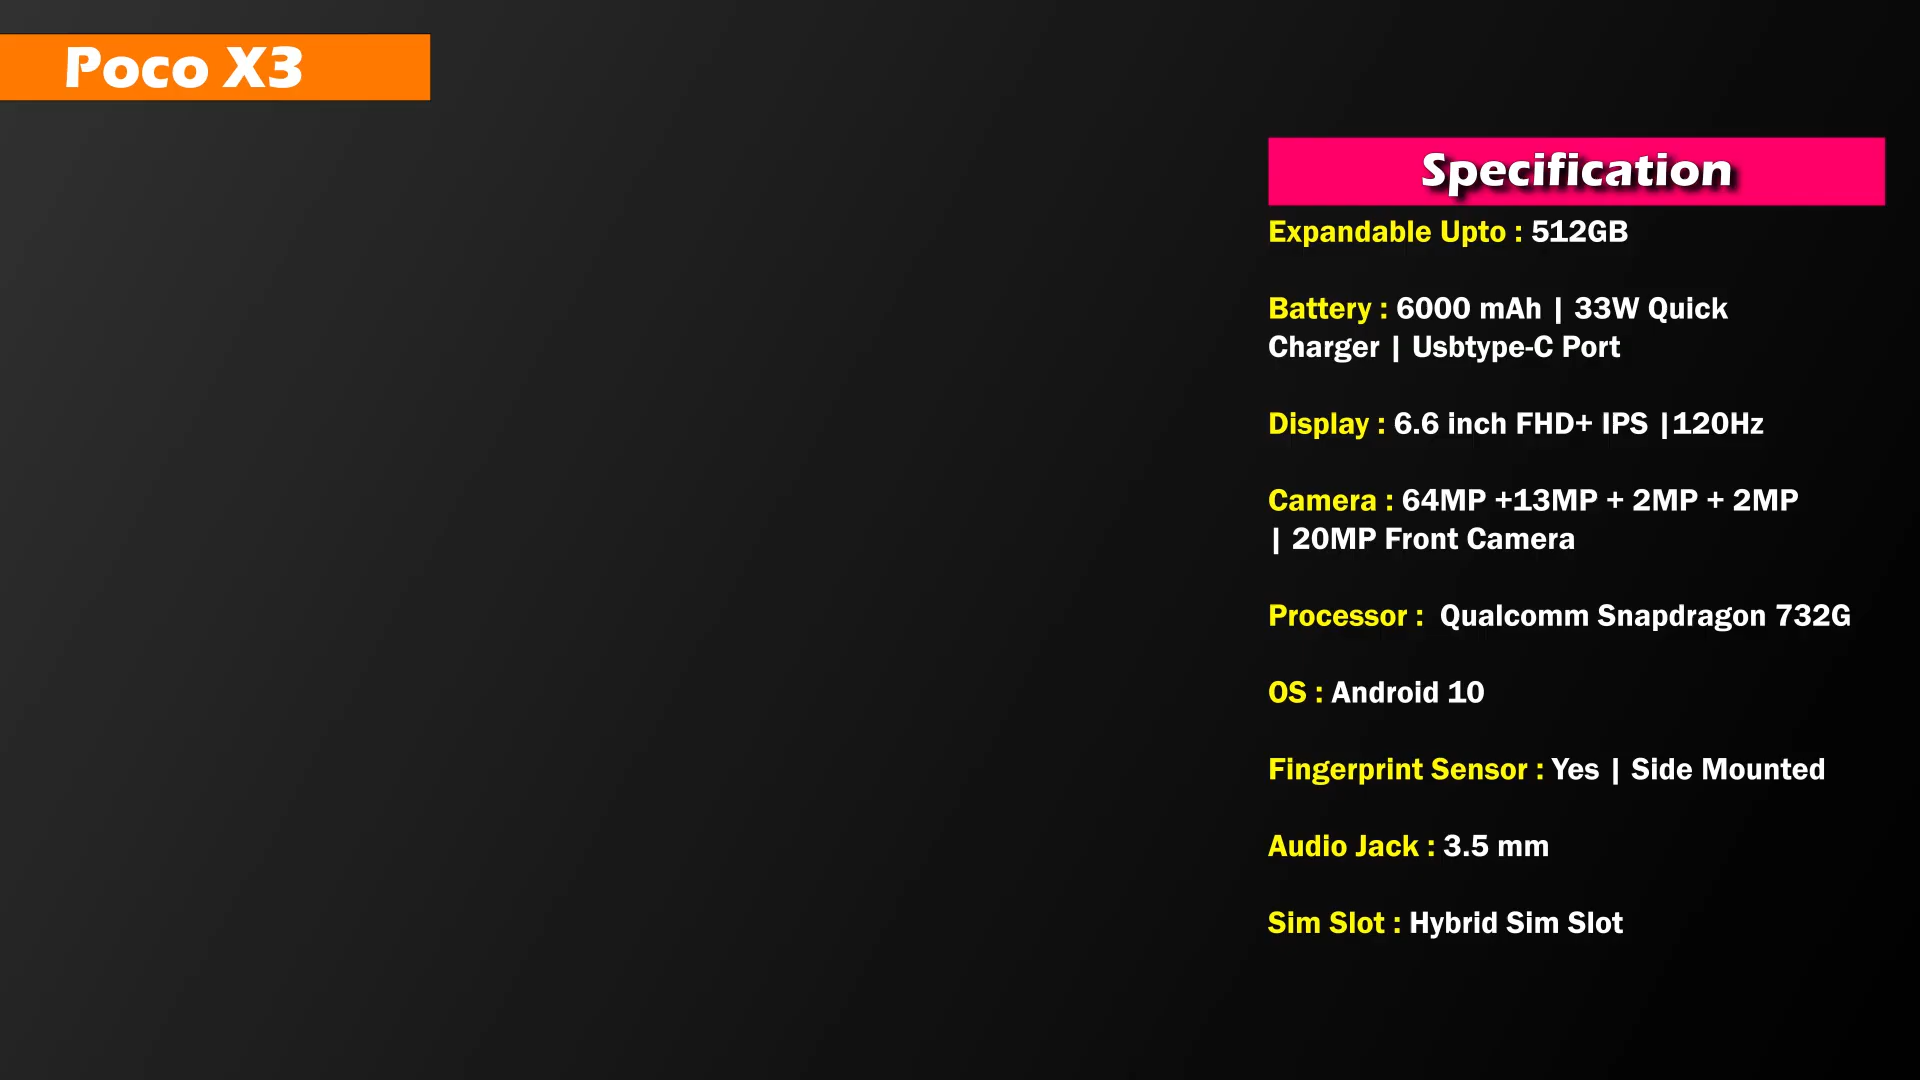 Poco X3
Specification
Expandable Upto : 512GB
Battery : 6000 mAh | 33W Quick
Charger | Usbtype-C Port
Display : 6.6 inch FHD+ IPS |120Hz
Camera : 64MP +13MP + 2MP + 2MP
| 20MP Front Camera
Processor :  Qualcomm Snapdragon 732G
OS : Android 10
Fingerprint Sensor : Yes | Side Mounted
Audio Jack : 3.5 mm
Sim Slot : Hybrid Sim Slot